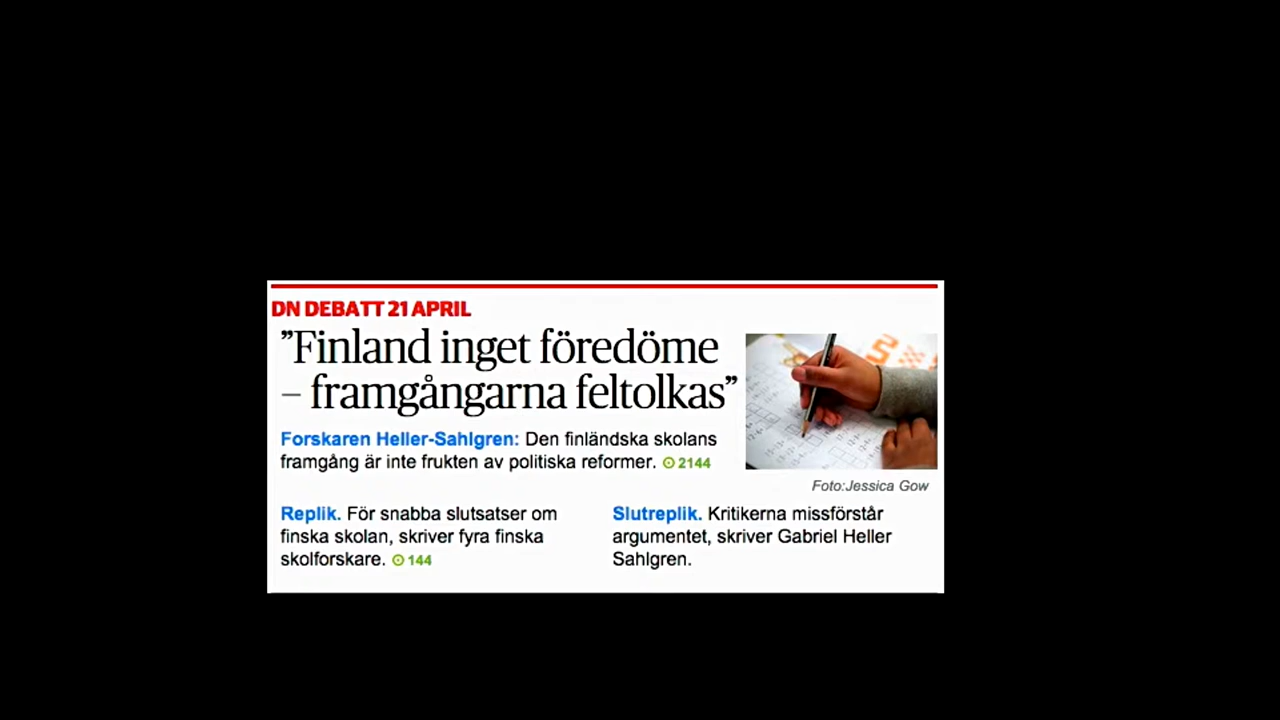 DN DEBATT 21 APRIL
”Finland inget föredöme
– framgångarna feltolkas”
Forskaren Heller-Sahlgren: Den finländska skolans
framgång är inte frukten av politiska reformer. 2144
Foto:Jessica Gow
Replik. För snabba slutsatser om
finska skolan, skriver fyra finska
skolforskare. 144
Slutreplik. Kritikerna missförstår
argumentet, skriver Gabriel Heller
Sahlgren.